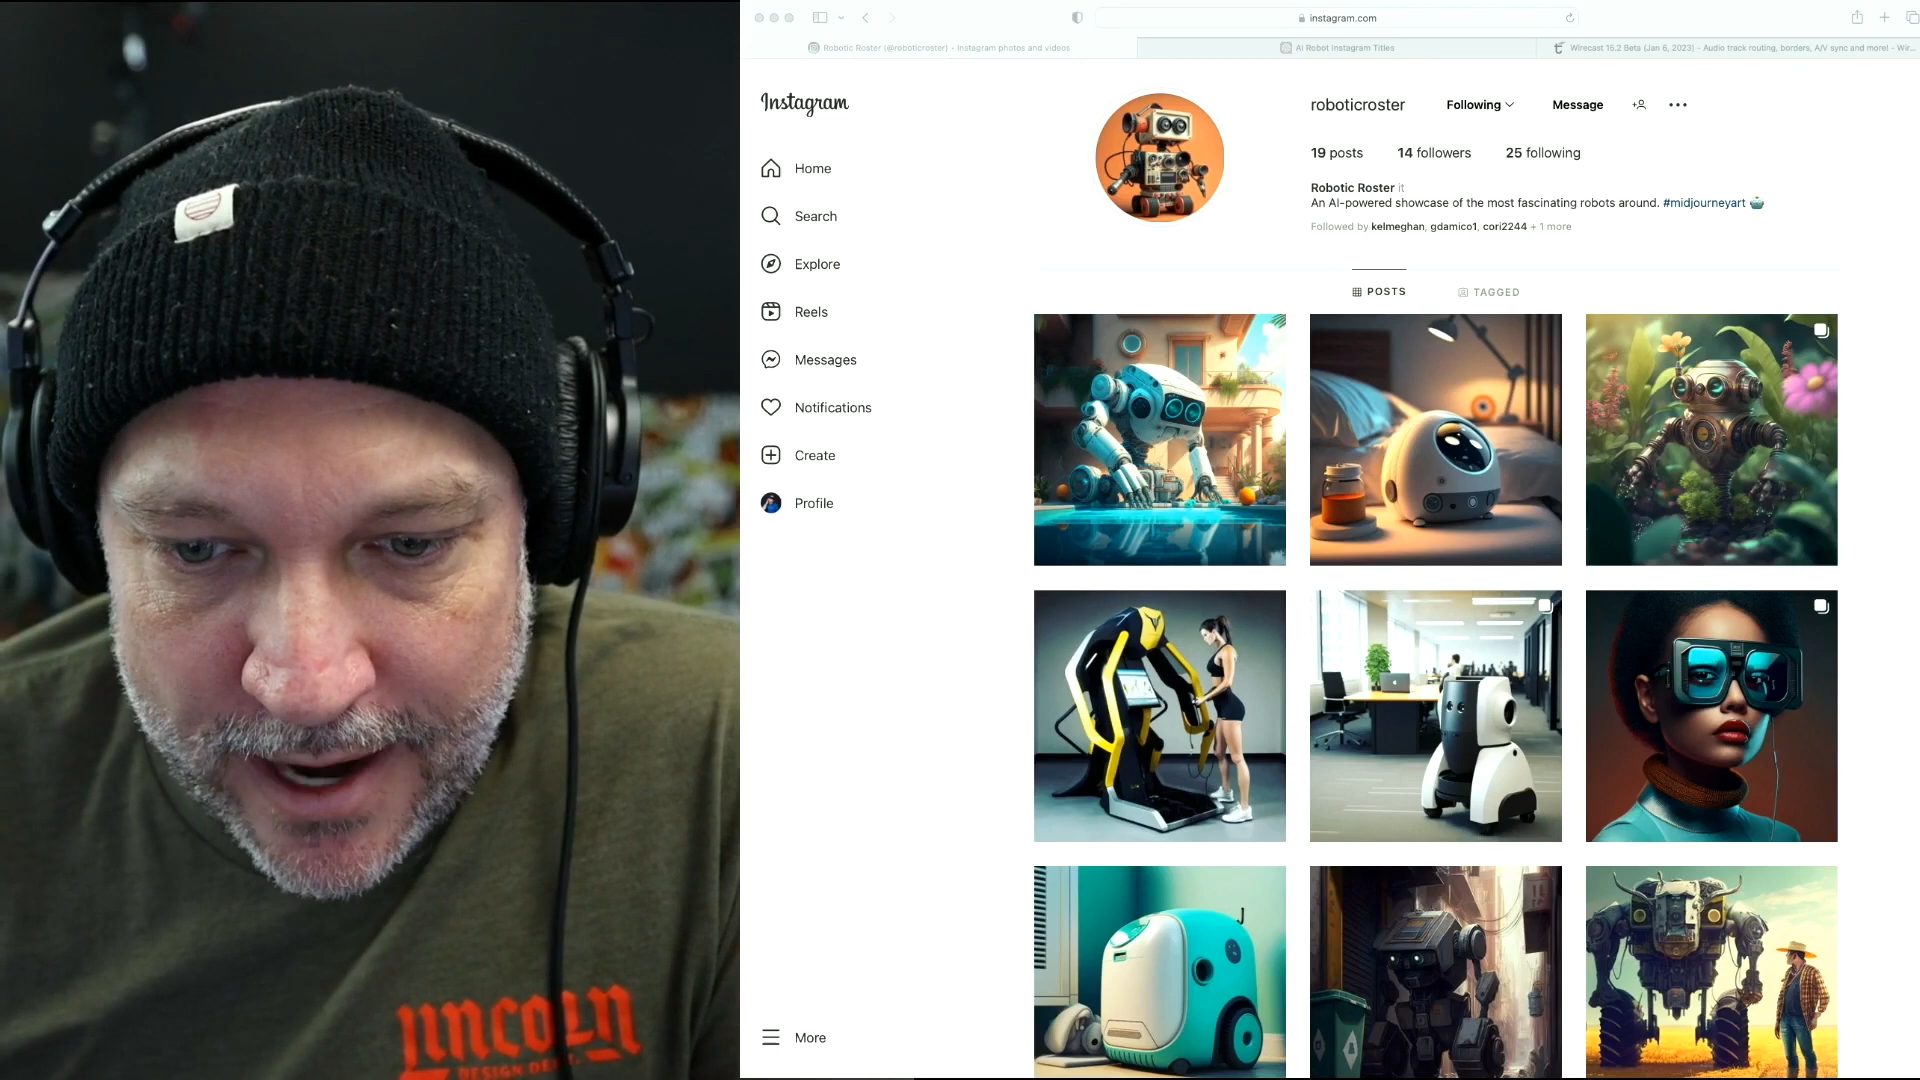 instagram.com
Robotic Roster (@roboticroster) • Instagram photos and videos
AI Robot Instagram Titles
Wirecast 15.2 Beta (Jan 6, 2023) - Audio track routing, borders, A/V sync and more! - Wir...
Instagram
roboticroster
Following
Message
19 posts
14 followers
25 following
Robotic Roster it
An AI-powered showcase of the most fascinating robots around. #midjourneyart
Followed by kelmeghan, gdamico1, cori2244 + 1 more
POSTS
TAGGED
Home
Search
Explore
Reels
Messages
Notifications
Create
Profile
More
LINCOLN
DESIGN